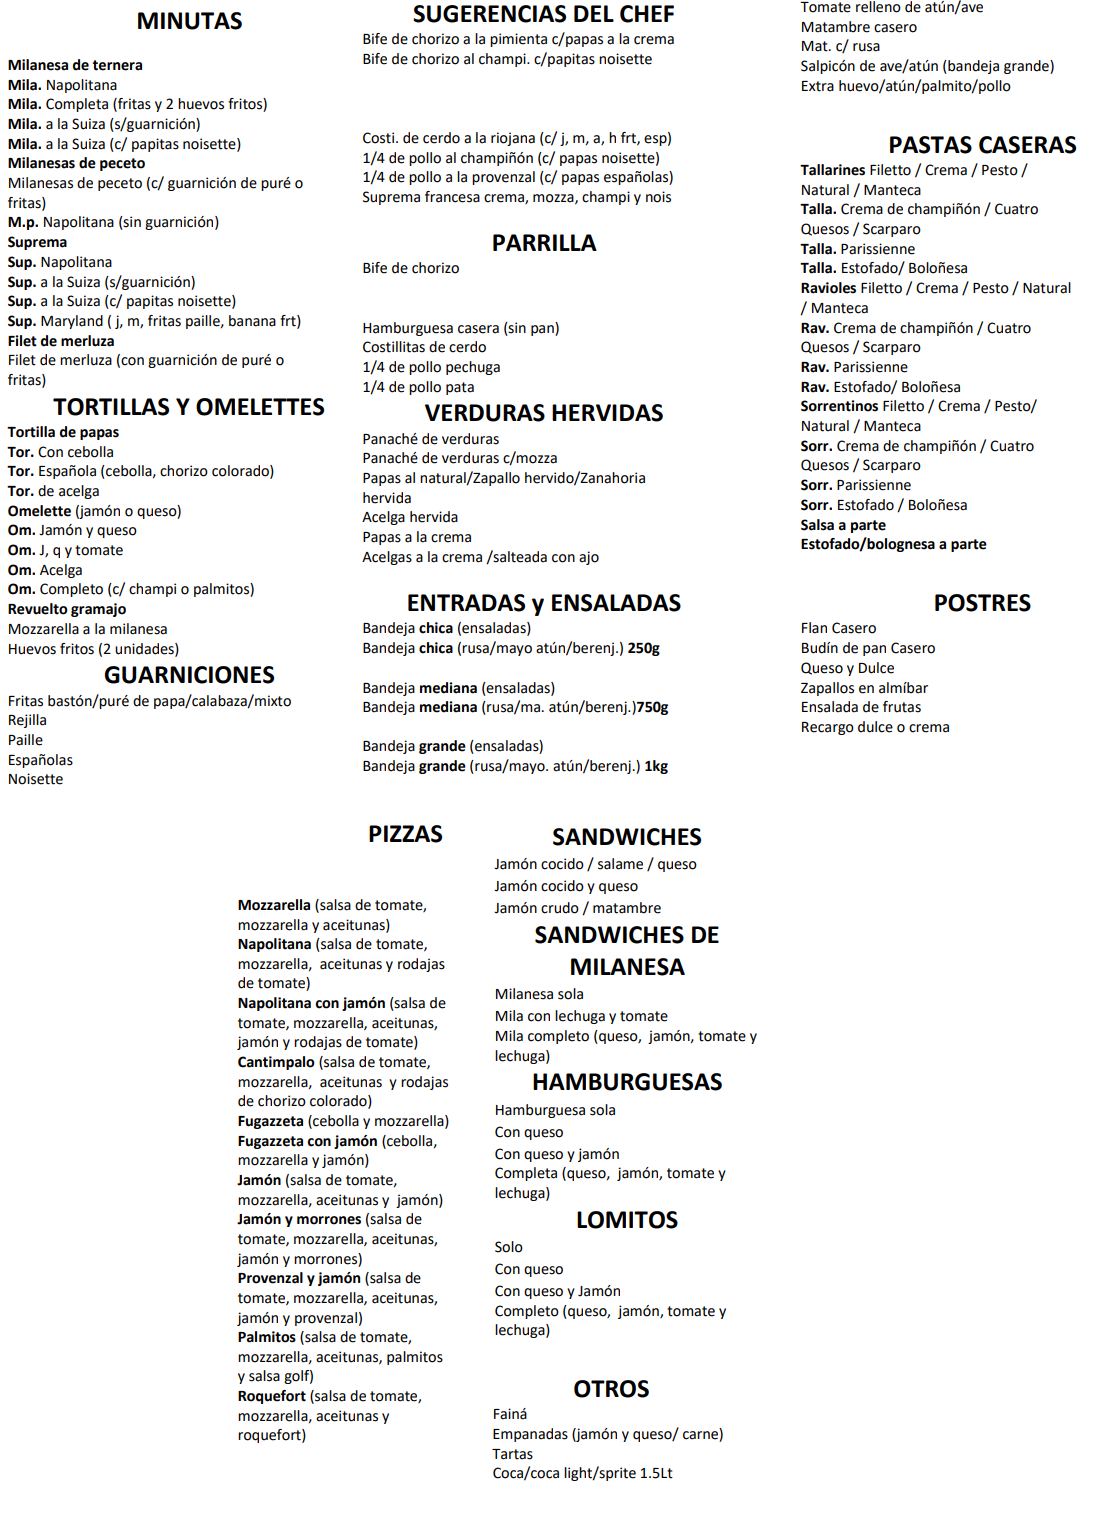 MINUTAS
Milanesa de ternera
Mila. Napolitana
Mila. Completa (fritas y 2 huevos fritos)
Mila. a la Suiza (s/guarnición)
Mila. a la Suiza (c/ papitas noisette)
Milanesas de peceto
Milanesas de peceto (c/ guarnición de puré o
fritas)
M.p. Napolitana (sin guarnición)
Suprema
Sup. Napolitana
Sup. a la Suiza (s/guarnición)
Sup. a la Suiza (c/ papitas noisette)
Sup. Maryland ( j, m, fritas paille, banana frt)
Filet de merluza
Filet de merluza (con guarnición de puré o
fritas)
TORTILLAS Y OMELETTES
Tortilla de papas
Tor. Con cebolla
Tor. Española (cebolla, chorizo colorado)
Tor. de acelga
Omelette (jamón o queso)
Om. Jamón y queso
Om. J, q y tomate
Om. Acelga
Om. Completo (c/ champi o palmitos)
Revuelto gramajo
Mozzarella a la milanesa
Huevos fritos (2 unidades)
GUARNICIONES
Fritas bastón/puré de papa/calabaza/mixto
Rejilla
Paille
Españolas
Noisette
SUGERENCIAS DEL CHEF
Bife de chorizo a la pimienta c/papas a la crema
Bife de chorizo al champi. c/papitas noisette
Costi. de cerdo a la riojana (c/ j, m, a, h frt, esp)
1/4 de pollo al champiñón (c/ papas noisette)
1/4 de pollo a la provenzal (c/ papas españolas)
Suprema francesa crema, mozza, champi y nois
PARRILLA
Bife de chorizo
Hamburguesa casera (sin pan)
Costillitas de cerdo
1/4 de pollo pechuga
1/4 de pollo pata
VERDURAS HERVIDAS
Panaché de verduras
Panaché de verduras c/mozza
Papas al natural/Zapallo hervido/Zanahoria
hervida
Acelga hervida
Papas a la crema
Acelgas a la crema /salteada con ajo
ENTRADAS y ENSALADAS
Bandeja chica (ensaladas)
Bandeja chica (rusa/mayo atún/berenj.) 250g
Bandeja mediana (ensaladas)
Bandeja mediana (rusa/ma. atún/berenj.)750g
Bandeja grande (ensaladas)
Bandeja grande (rusa/mayo. atún/berenj.) 1kg
Tomate relleno de atún/ave
Matambre casero
Mat. c/ rusa
Salpicón de ave/atún (bandeja grande)
Extra huevo/atún/palmito/pollo
PASTAS CASERAS
Tallarines Filetto / Crema / Pesto /
Natural / Manteca
Talla. Crema de champiñón / Cuatro
Quesos / Scarparo
Talla. Parissienne
Talla. Estofado/ Boloñesa
Ravioles Filetto / Crema / Pesto / Natural
/ Manteca
Rav. Crema de champiñón / Cuatro
Quesos / Scarparo
Rav. Parissienne
Rav. Estofado/ Boloñesa
Sorrentinos Filetto / Crema / Pesto/
Natural / Manteca
Sorr. Crema de champiñón / Cuatro
Quesos / Scarparo
Sorr. Parissienne
Sorr. Estofado / Boloñesa
Salsa a parte
Estofado/bolognesa a parte
POSTRES
Flan Casero
Budín de pan Casero
Queso y Dulce
Zapallos en almíbar
Ensalada de frutas
Recargo dulce o crema
PIZZAS
Mozzarella (salsa de tomate,
mozzarella y aceitunas)
Napolitana (salsa de tomate,
mozzarella, aceitunas y rodajas
de tomate)
Napolitana con jamón (salsa de
tomate, mozzarella, aceitunas,
jamón y rodajas de tomate)
Cantimpalo (salsa de tomate,
mozzarella, aceitunas y rodajas
de chorizo colorado)
Fugazzeta (cebolla y mozzarella)
Fugazzeta con jamón (cebolla,
mozzarella y jamón)
Jamón (salsa de tomate,
mozzarella, aceitunas y jamón)
Jamón y morrones (salsa de
tomate, mozzarella, aceitunas,
jamón y morrones)
Provenzal y jamón (salsa de
tomate, mozzarella, aceitunas,
jamón y provenzal)
Palmitos (salsa de tomate,
mozzarella, aceitunas, palmitos
y salsa golf)
Roquefort (salsa de tomate,
mozzarella, aceitunas y
roquefort)
SANDWICHES
Jamón cocido / salame / queso
Jamón cocido y queso
Jamón crudo / matambre
SANDWICHES DE
MILANESA
Milanesa sola
Mila con lechuga y tomate
Mila completo (queso, jamón, tomate y
lechuga)
HAMBURGUESAS
Hamburguesa sola
Con queso
Con queso y jamón
Completa (queso, jamón, tomate y
lechuga)
LOMITOS
Solo
Con queso
Con queso y Jamón
Completo (queso, jamón, tomate y
lechuga)
OTROS
Fainá
Empanadas (jamón y queso/ carne)
Tartas
Coca/coca light/sprite 1.5Lt